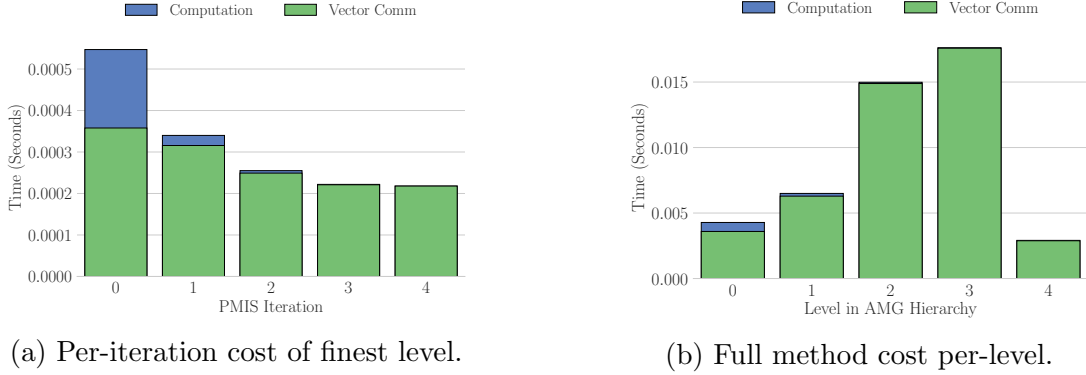 Computation Vector Comm
0.0005
0.0004
0.0003
0.0002
0.0001
0.0000
Time (Seconds)
0 1 2 3 4
PMIS Iteration
(a) Per-iteration cost of finest level.
Computation Vector Comm
0.015
0.010
0.005
0.000
Time (Seconds)
0 1 2 3 4
Level in AMG Hierarchy
(b) Full method cost per-level.